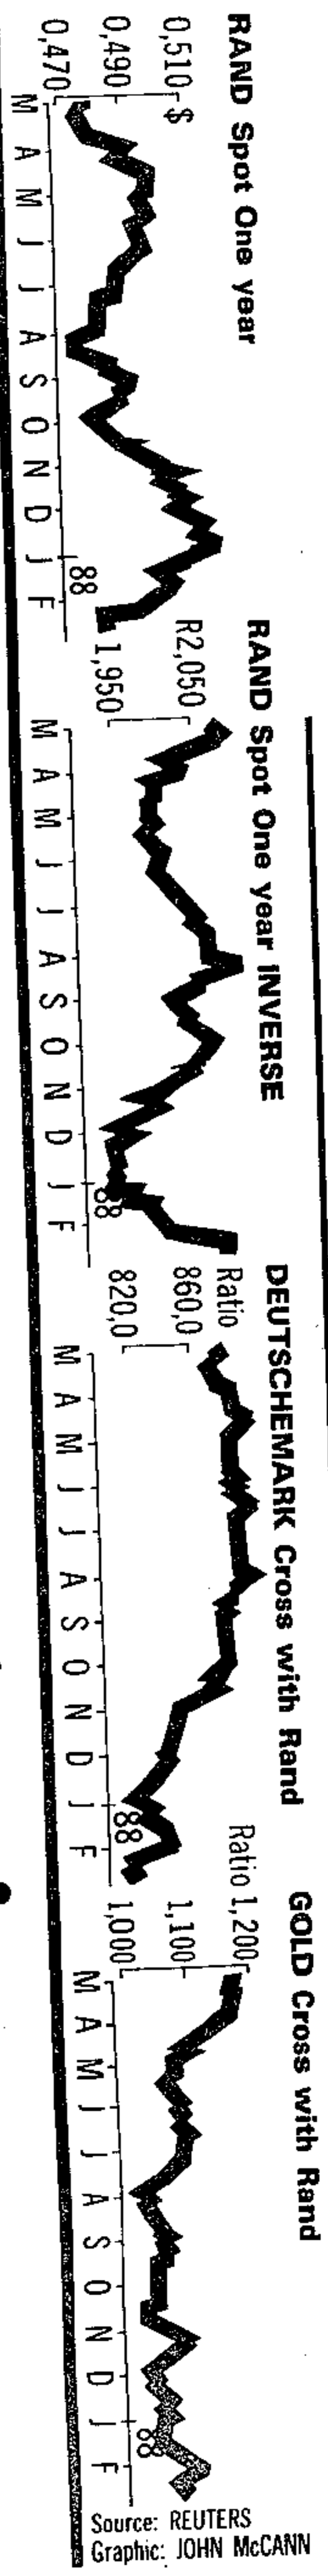 RAND Spot One year
0,510 $
0,490
0,470
M A M J J A S O N D J F
88
RAND Spot One year INVERSE
R2,050
1,950
M A M J J A S O N D J F
88
DEUTSCHEMARK Cross with Rand
Ratio
860,0
820,0
M A M J J A S O N D J F
88
GOLD Cross with Rand
Ratio 1,200
1,100
1,000
M A M J J A S O N D J F
88
Source: REUTERS
Graphic: JOHN McCANN